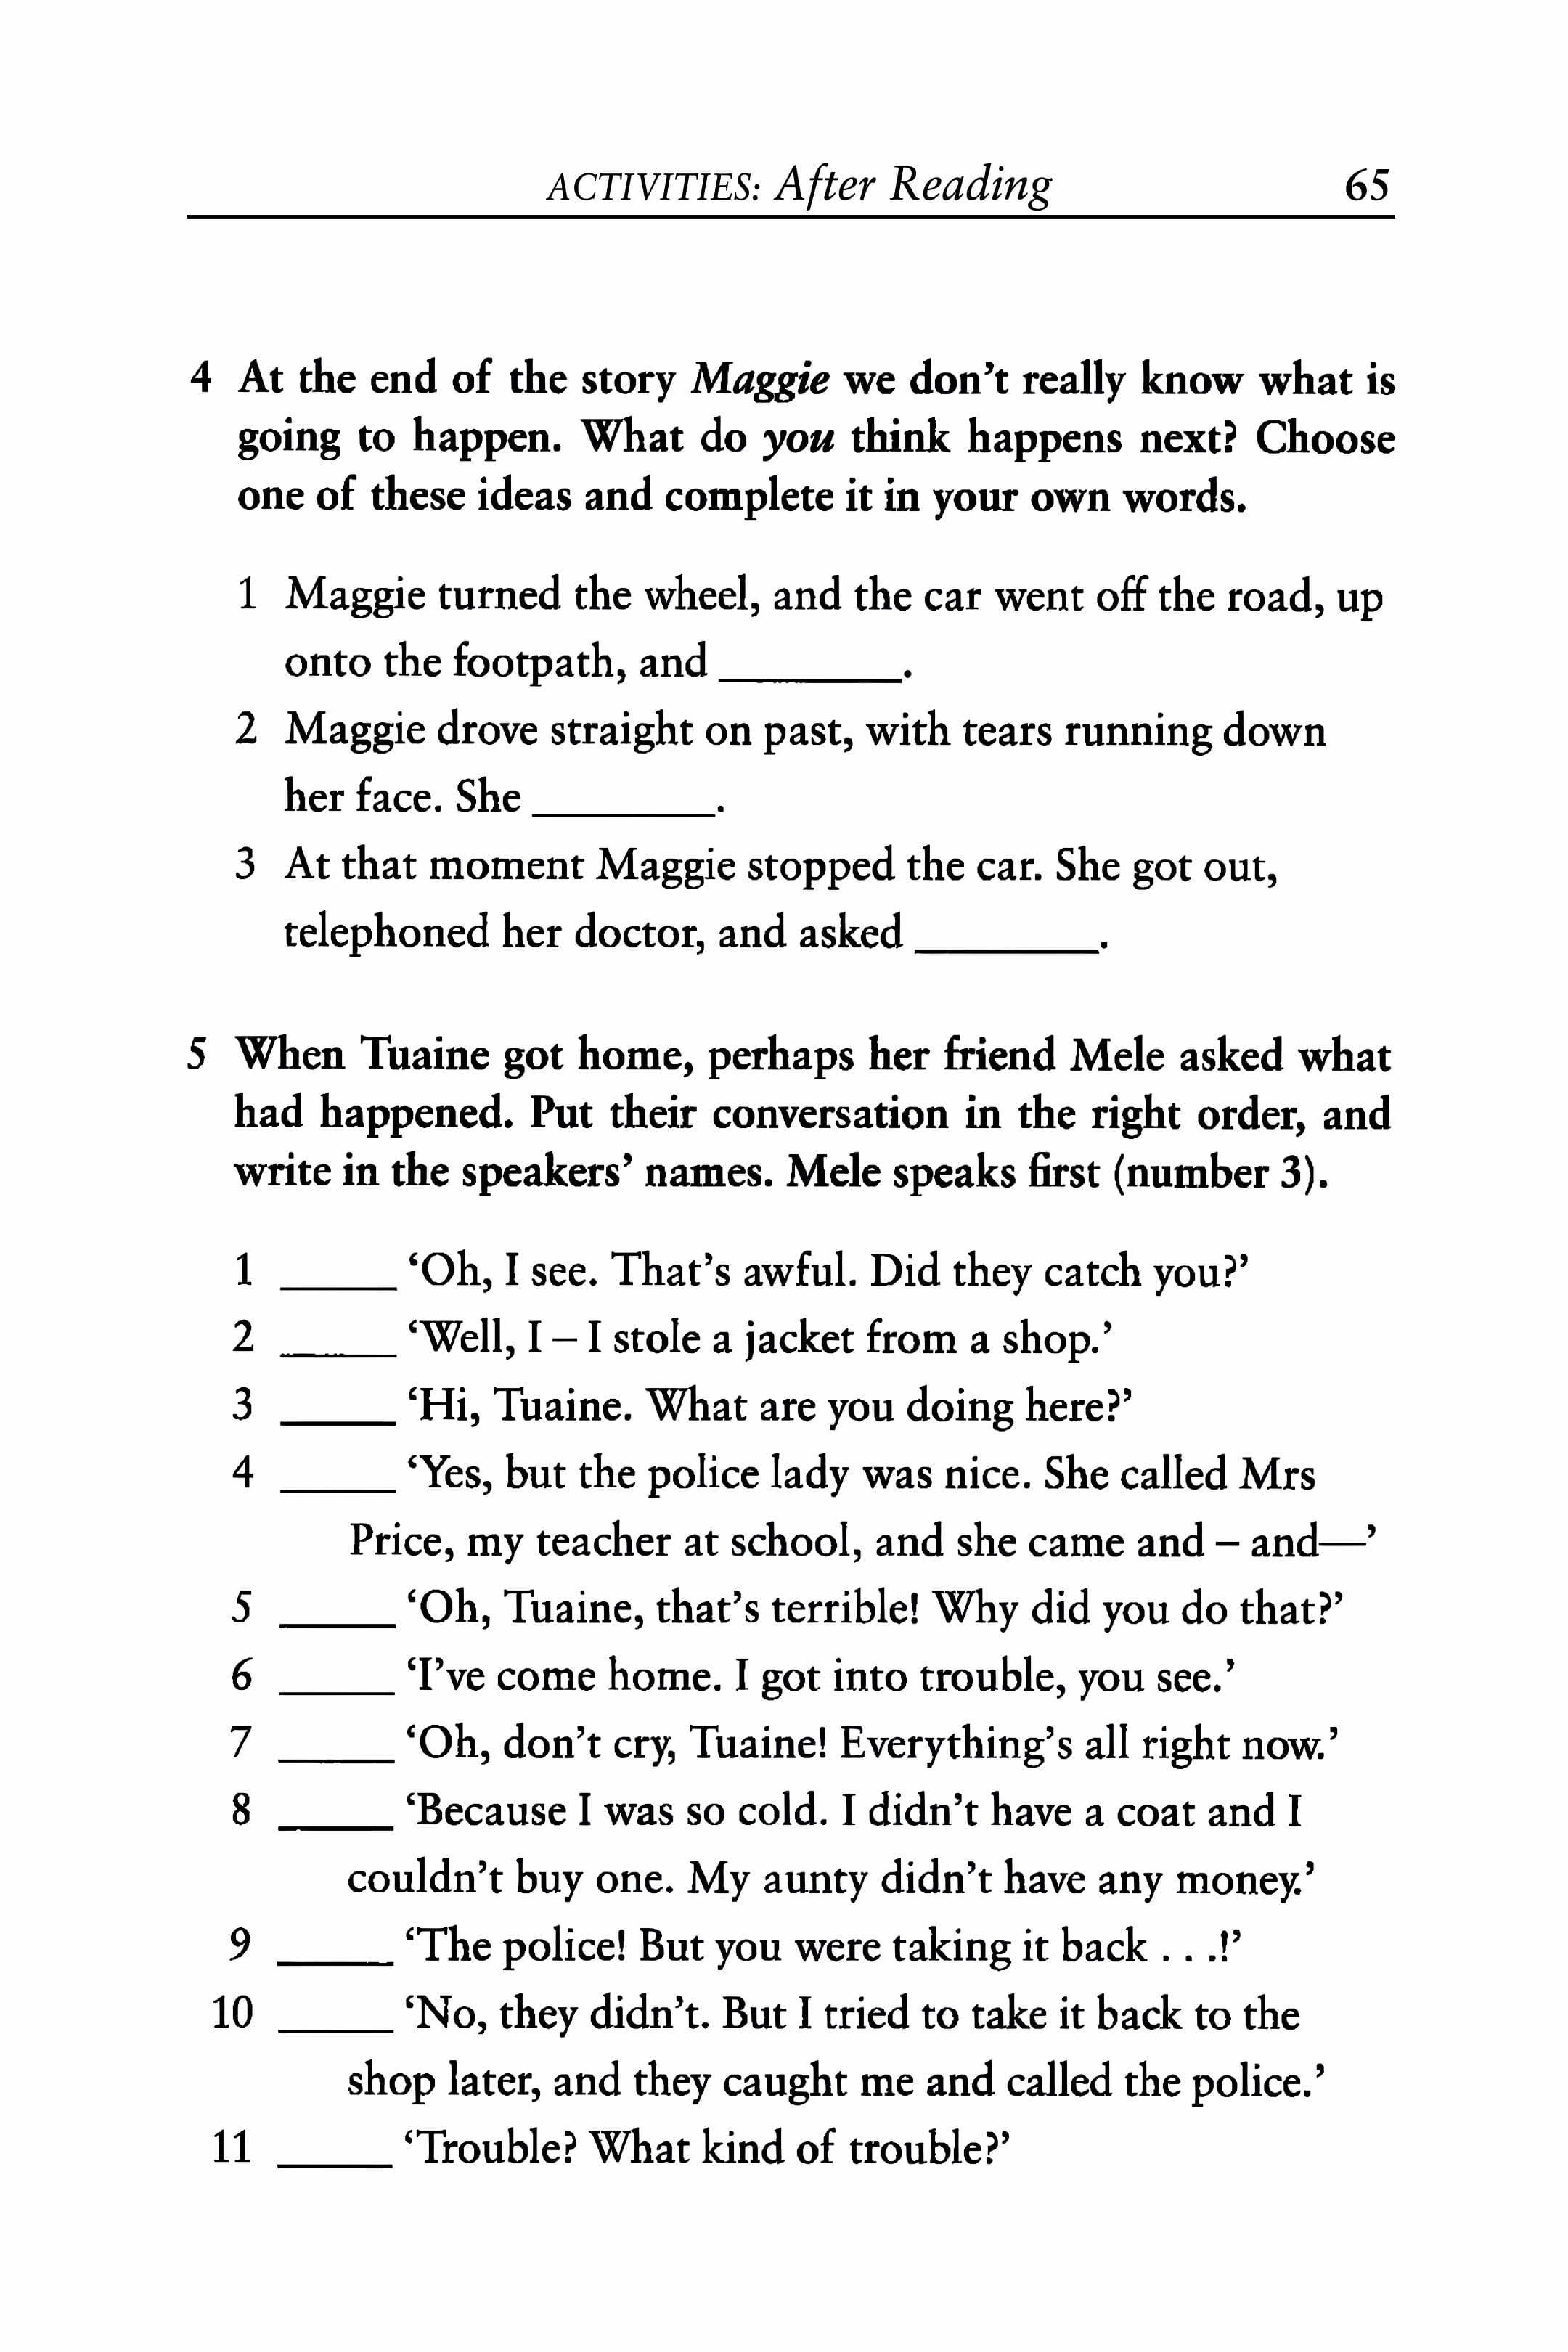 ACTIVITIES: After Reading 65
4 At the end of the story Maggie we don’t really know what is
going to happen. What do you think happens next? Choose
one of these ideas and complete it in your own words.
1 Maggie turned the wheel, and the car went off the road, up
onto the footpath, and ________.
2 Maggie drove straight on past, with tears running down
her face. She ________.
3 At that moment Maggie stopped the car. She got out,
telephoned her doctor, and asked ________.
5 When Tuaine got home, perhaps her friend Mele asked what
had happened. Put their conversation in the right order, and
write in the speakers’ names. Mele speaks first (number 3).
1 _____ ‘Oh, I see. That’s awful. Did they catch you?’
2 _____ ‘Well, I – I stole a jacket from a shop.’
3 _____ ‘Hi, Tuaine. What are you doing here?’
4 _____ ‘Yes, but the police lady was nice. She called Mrs
Price, my teacher at school, and she came and – and—’
5 _____ ‘Oh, Tuaine, that’s terrible! Why did you do that?’
6 _____ ‘I’ve come home. I got into trouble, you see.’
7 _____ ‘Oh, don’t cry, Tuaine! Everything’s all right now.’
8 _____ ‘Because I was so cold. I didn’t have a coat and I
couldn’t buy one. My aunty didn’t have any money.’
9 _____ ‘The police! But you were taking it back . . .!’
10 _____ ‘No, they didn’t. But I tried to take it back to the
shop later, and they caught me and called the police.’
11 _____ ‘Trouble? What kind of trouble?’